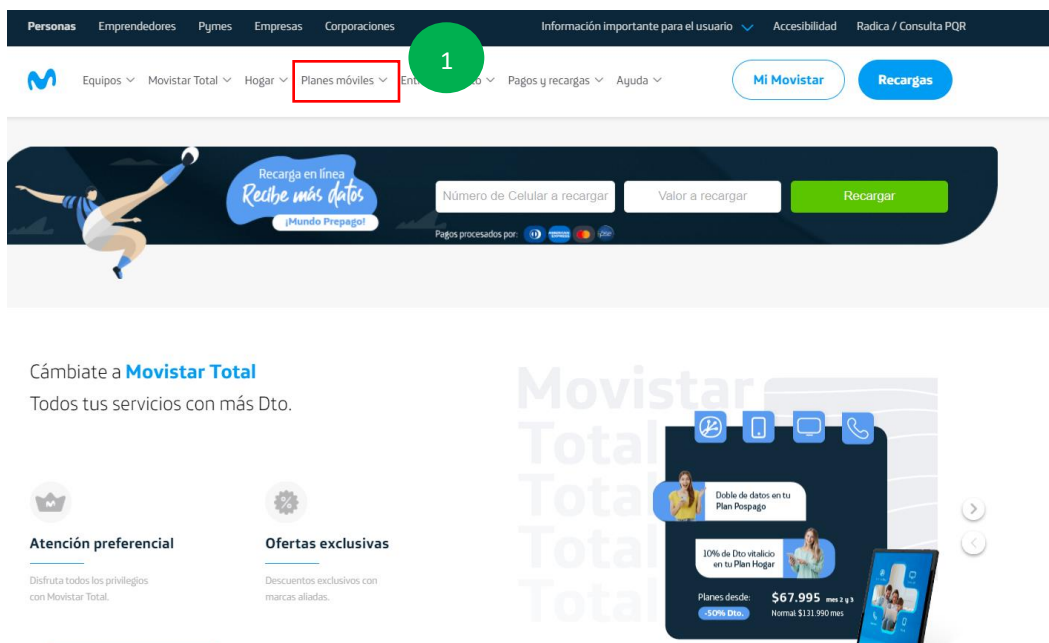 Personas Emprendedores Pymes Empresas Corporaciones Información importante para el usuario Accesibilidad Radica / Consulta PQR
1
Equipos Movistar Total Hogar Planes móviles Pagos y recargas Ayuda Mi Movistar Recargas
Recarga en línea
Recibe más datos
¡Mundo Prepago!
Número de Celular a recargar Valor a recargar Recargar
Pagos procesados por:
Cámbiate a Movistar Total
Todos tus servicios con más Dto.
Movistar
Total
Total
Total
Total
Doble de datos en tu
Plan Pospago
10% de Dto vitalicio
en tu Plan Hogar
Planes desde: $67.995 mes 2 y 3
-50% Dto. Normal: $131.990 mes
Atención preferencial
Disfruta todos los privilegios
con Movistar Total.
Ofertas exclusivas
Descuentos exclusivos con
marcas aliadas.